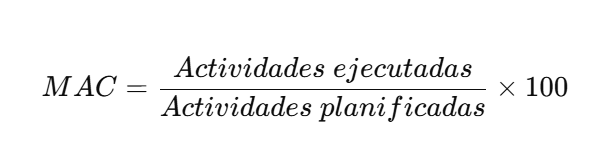 MAC = Actividades ejecutadas / Actividades planificadas × 100